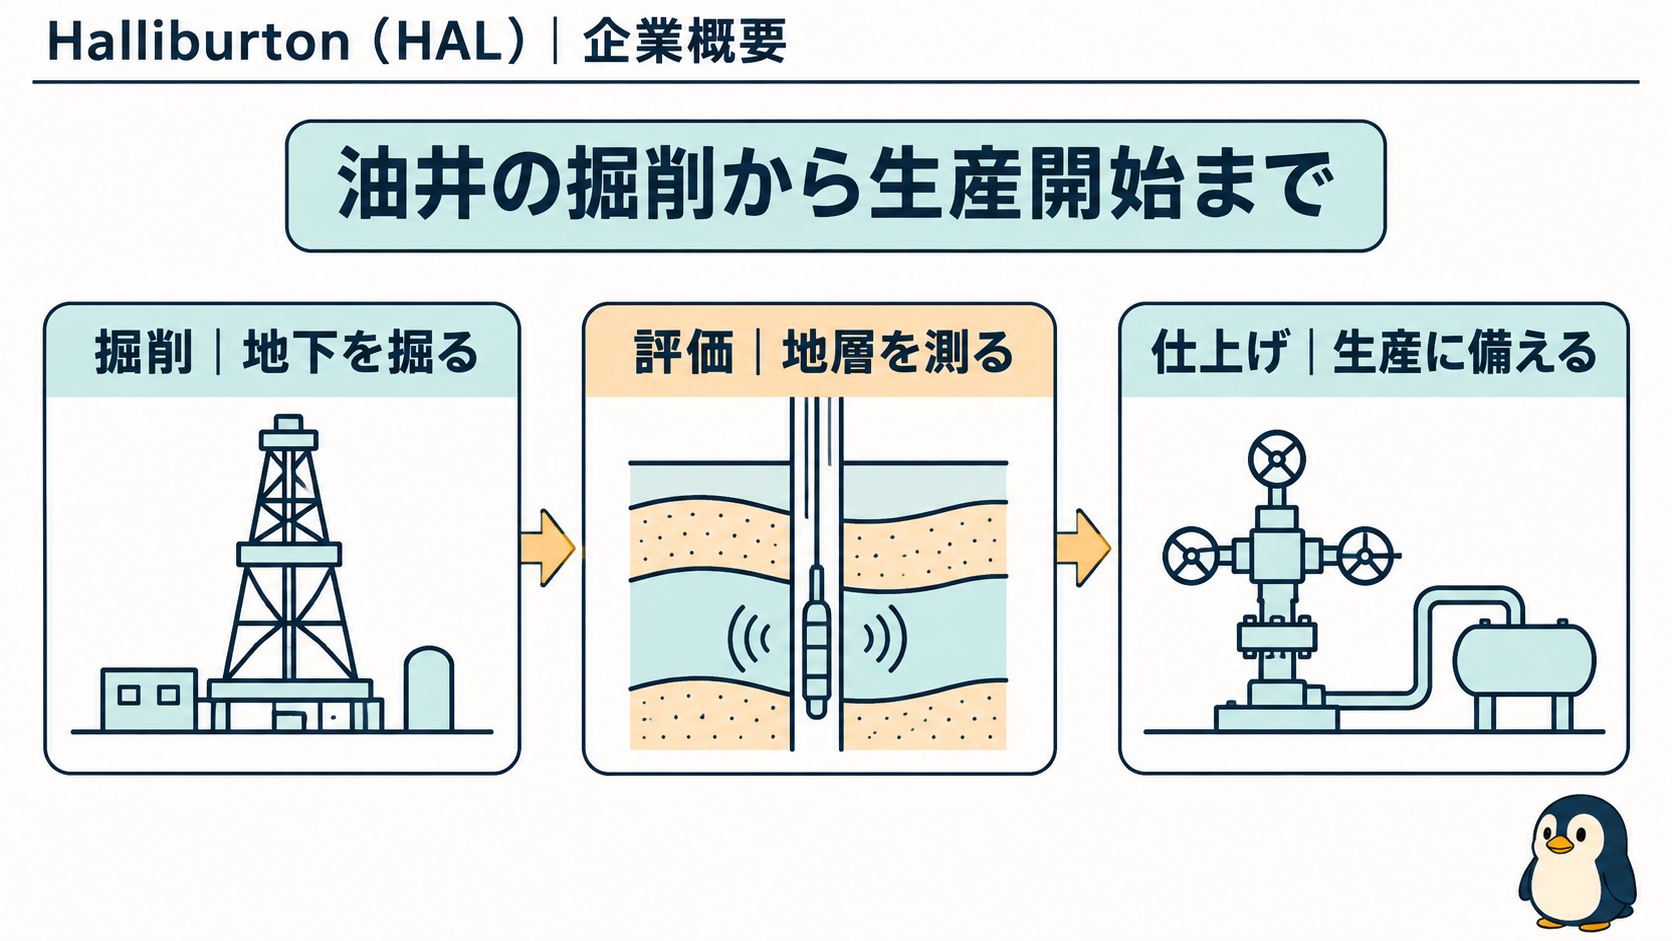 Halliburton（HAL）｜企業概要
油井の掘削から生産開始まで
掘削｜地下を掘る
評価｜地層を測る
仕上げ｜生産に備える